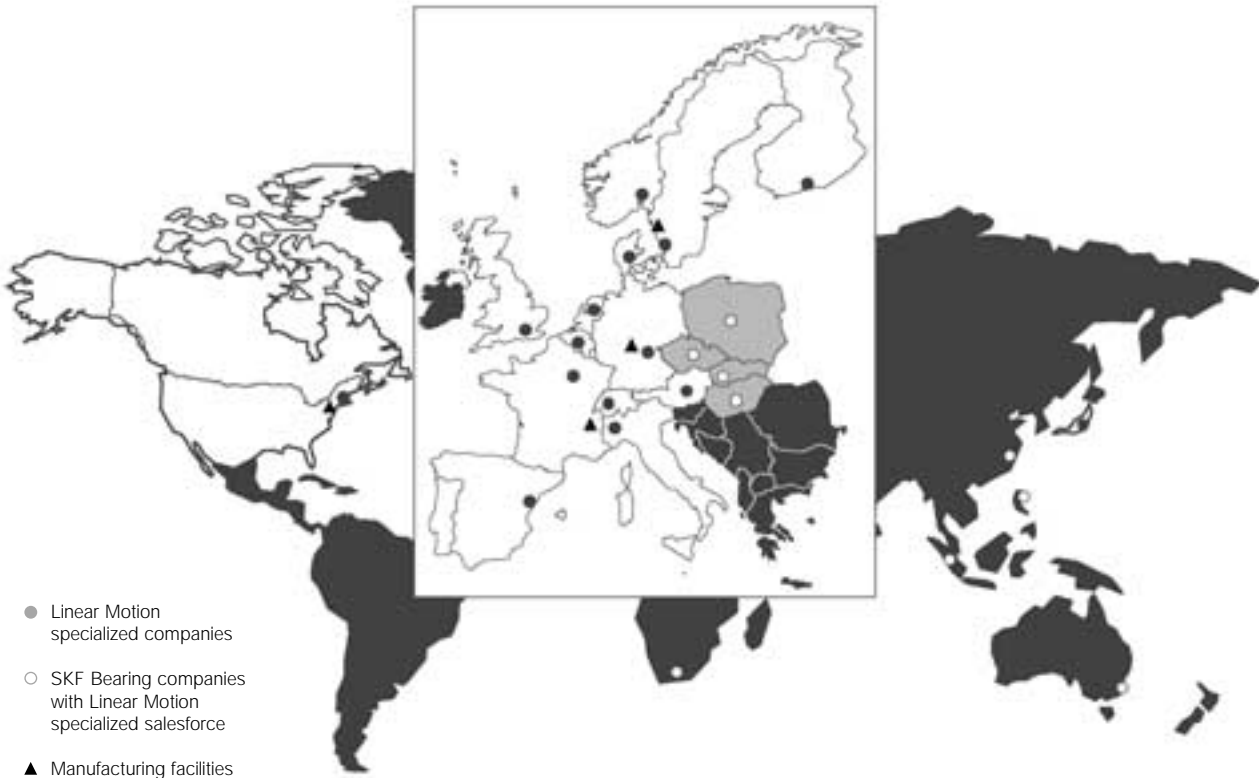 Linear Motion
specialized companies
SKF Bearing companies
with Linear Motion
specialized salesforce
Manufacturing facilities